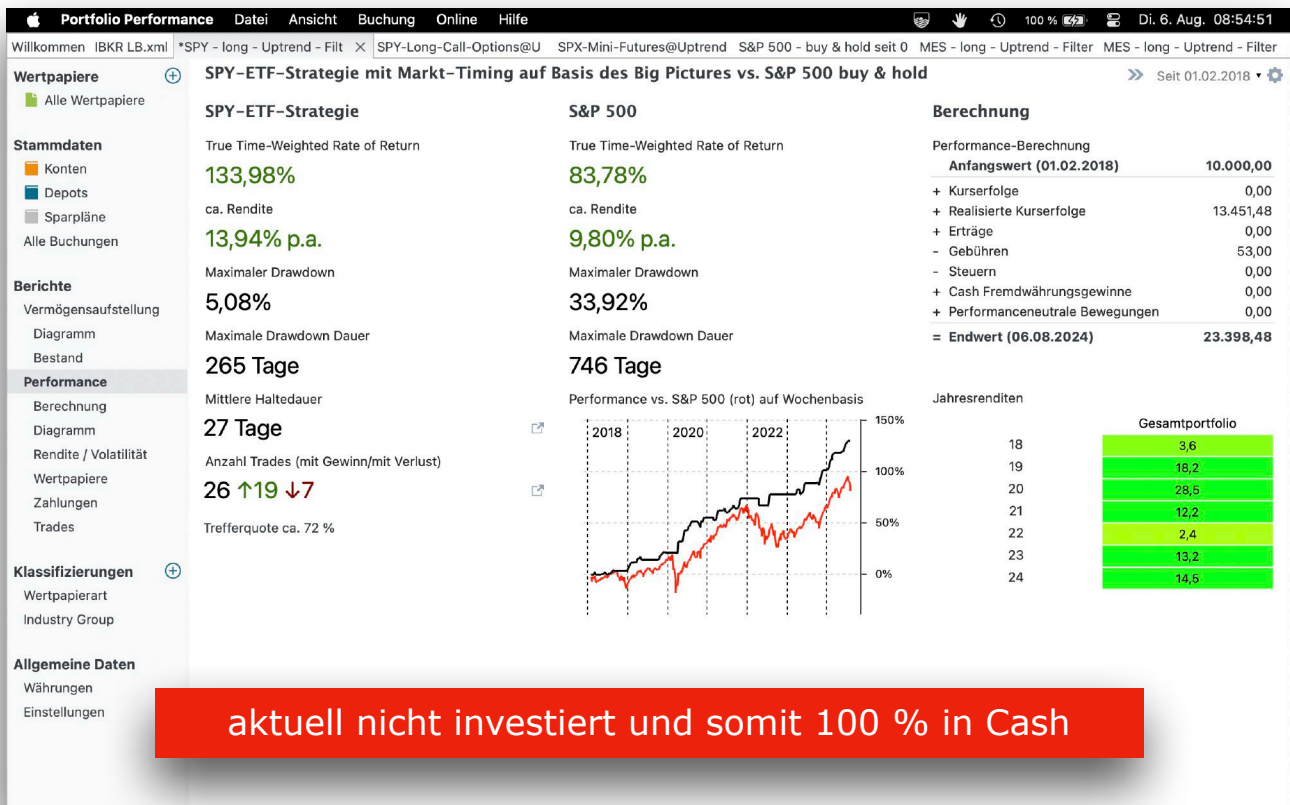 Portfolio Performance Datei Ansicht Buchung Online Hilfe 100 % Di. 6. Aug. 08:54:51
Willkommen IBKR LB.xml *SPY - long - Uptrend - Filt SPY-Long-Call-Options@U SPX-Mini-Futures@Uptrend S&P 500 - buy & hold seit 0 MES - long - Uptrend - Filter MES - long - Uptrend - Filter
Wertpapiere
Alle Wertpapiere
Stammdaten
Konten
Depots
Sparpläne
Alle Buchungen
Berichte
Vermögensaufstellung
Diagramm
Bestand
Performance
Berechnung
Diagramm
Rendite / Volatilität
Wertpapiere
Zahlungen
Trades
Klassifizierungen
Wertpapierart
Industry Group
Allgemeine Daten
Währungen
Einstellungen
SPY-ETF-Strategie mit Markt-Timing auf Basis des Big Pictures vs. S&P 500 buy & hold
Seit 01.02.2018
SPY-ETF-Strategie
True Time-Weighted Rate of Return
133,98%
ca. Rendite
13,94% p.a.
Maximaler Drawdown
5,08%
Maximale Drawdown Dauer
265 Tage
Mittlere Haltedauer
27 Tage
Anzahl Trades (mit Gewinn/mit Verlust)
26 ↑19 ↓7
Trefferquote ca. 72 %
S&P 500
True Time-Weighted Rate of Return
83,78%
ca. Rendite
9,80% p.a.
Maximaler Drawdown
33,92%
Maximale Drawdown Dauer
746 Tage
Performance vs. S&P 500 (rot) auf Wochenbasis
2018 2020 2022
150%
100%
50%
0%
Berechnung
Performance-Berechnung
Anfangswert (01.02.2018) 10.000,00
+ Kurserfolge 0,00
+ Realisierte Kurserfolge 13.451,48
+ Erträge 0,00
- Gebühren 53,00
- Steuern 0,00
+ Cash Fremdwährungsgewinne 0,00
+ Performanceneutrale Bewegungen 0,00
= Endwert (06.08.2024) 23.398,48
Jahresrenditen
Gesamtportfolio
18 3,6
19 18,2
20 28,5
21 12,2
22 2,4
23 13,2
24 14,5
aktuell nicht investiert und somit 100 % in Cash